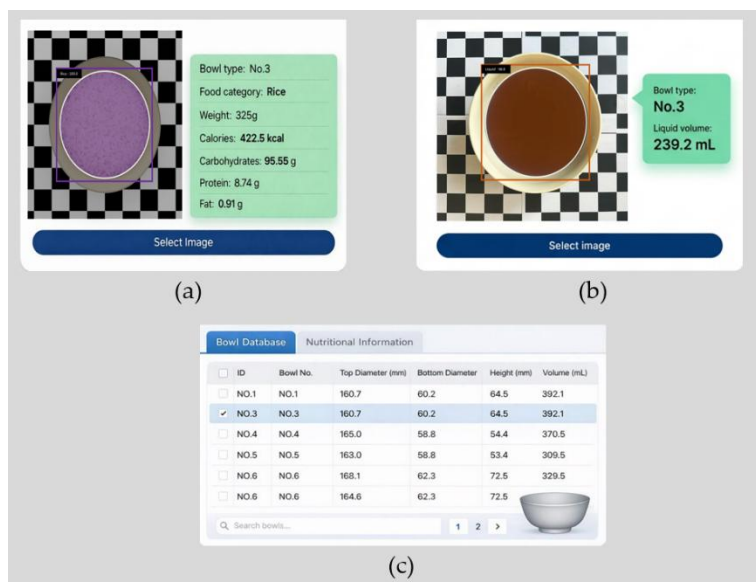 Bowl type: No.3
Food category: Rice
Weight: 325g
Calories: 422.5 kcal
Carbohydrates: 95.55 g
Protein: 8.74 g
Fat: 0.91 g
Select Image
(a)
Bowl type:
No.3
Liquid volume:
239.2 mL
Select image
(b)
Bowl Database Nutritional Information
ID Bowl No. Top Diameter (mm) Bottom Diameter Height (mm) Volume (mL)
NO.1 NO.1 160.7 60.2 64.5 392.1
NO.3 NO.3 160.7 60.2 64.5 392.1
NO.4 NO.4 165.0 58.8 54.4 370.5
NO.5 NO.5 163.0 58.8 53.4 309.5
NO.6 NO.6 168.1 62.3 72.5 329.5
NO.6 NO.6 164.6 62.3 72.5
Search bowls... 1 2 >
(c)